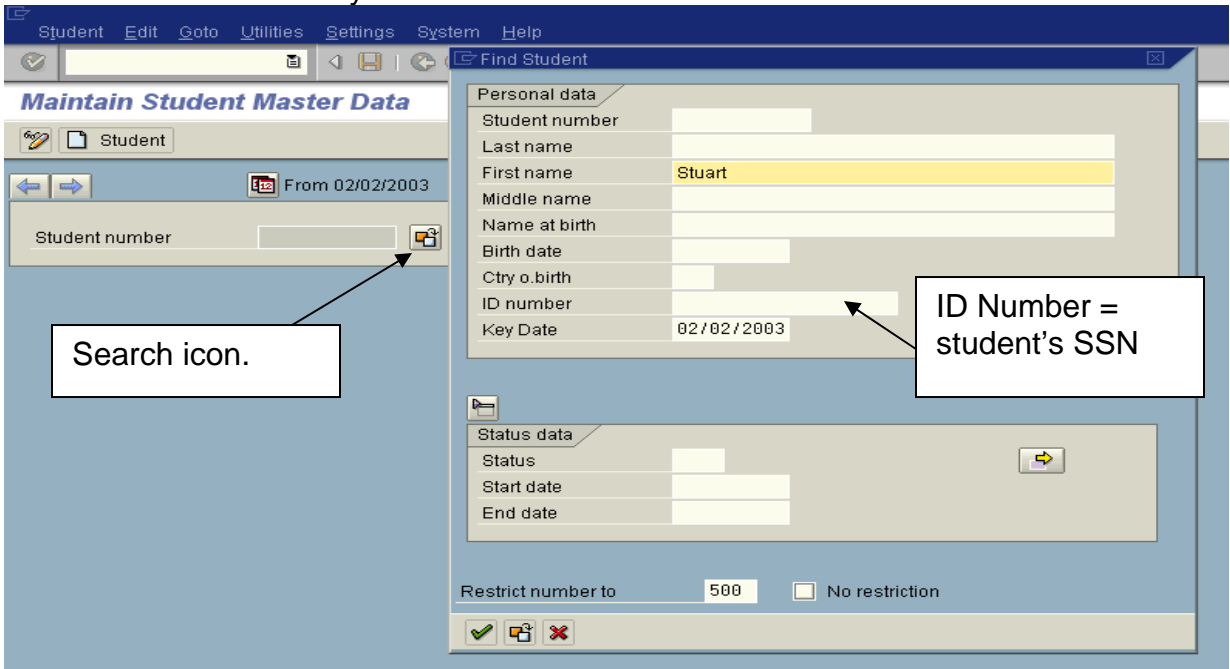 Student Edit Goto Utilities Settings System Help
Find Student
Maintain Student Master Data
Student
From 02/02/2003
Student number
Search icon.
Personal data
Student number
Last name
First name Stuart
Middle name
Name at birth
Birth date
Ctry o.birth
ID number
Key Date 02/02/2003
ID Number =
student's SSN
Status data
Status
Start date
End date
Restrict number to 500 No restriction